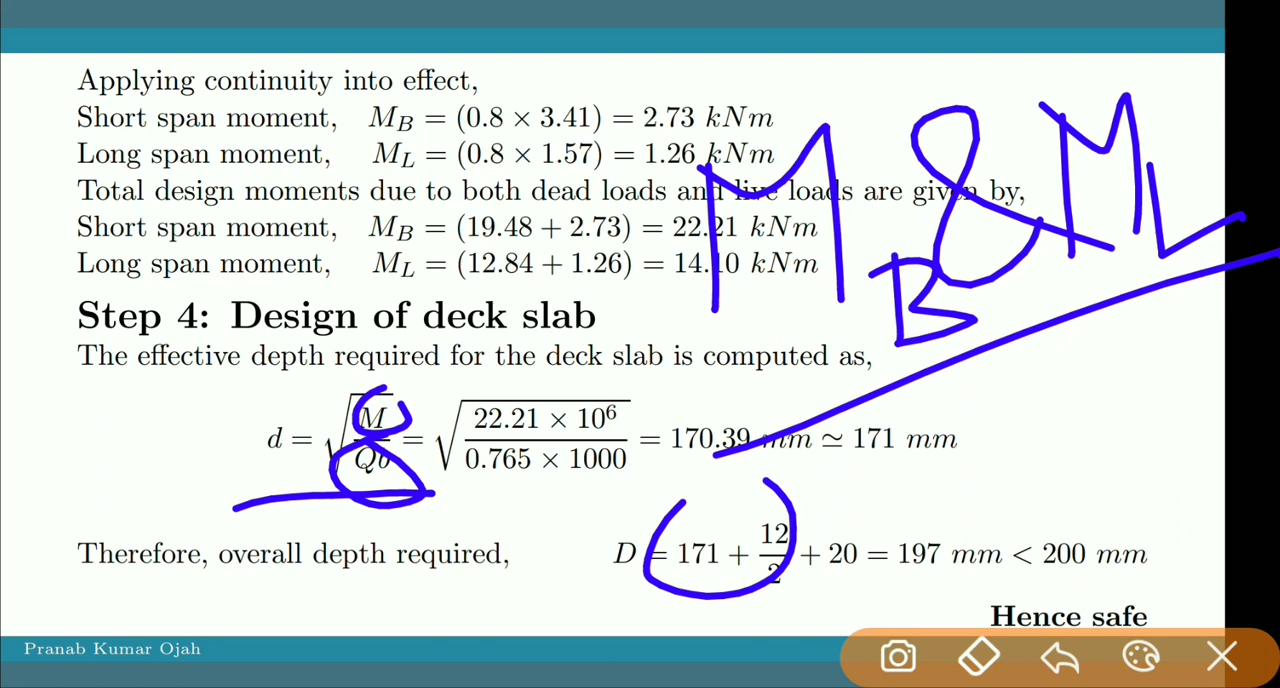 Applying continuity into effect,
Short span moment, M_B = (0.8 × 3.41) = 2.73 kNm
Long span moment, M_L = (0.8 × 1.57) = 1.26 kNm
Total design moments due to both dead loads and live loads are given by,
Short span moment, M_B = (19.48 + 2.73) = 22.21 kNm
Long span moment, M_L = (12.84 + 1.26) = 14.10 kNm
M_B & M_L
Step 4: Design of deck slab
The effective depth required for the deck slab is computed as,
d = √(M/Qb) = √((22.21 × 10⁶)/(0.765 × 1000)) = 170.39 mm ≃ 171 mm
Therefore, overall depth required, D = 171 + 12/2 + 20 = 197 mm < 200 mm
Hence safe
Pranab Kumar Ojah